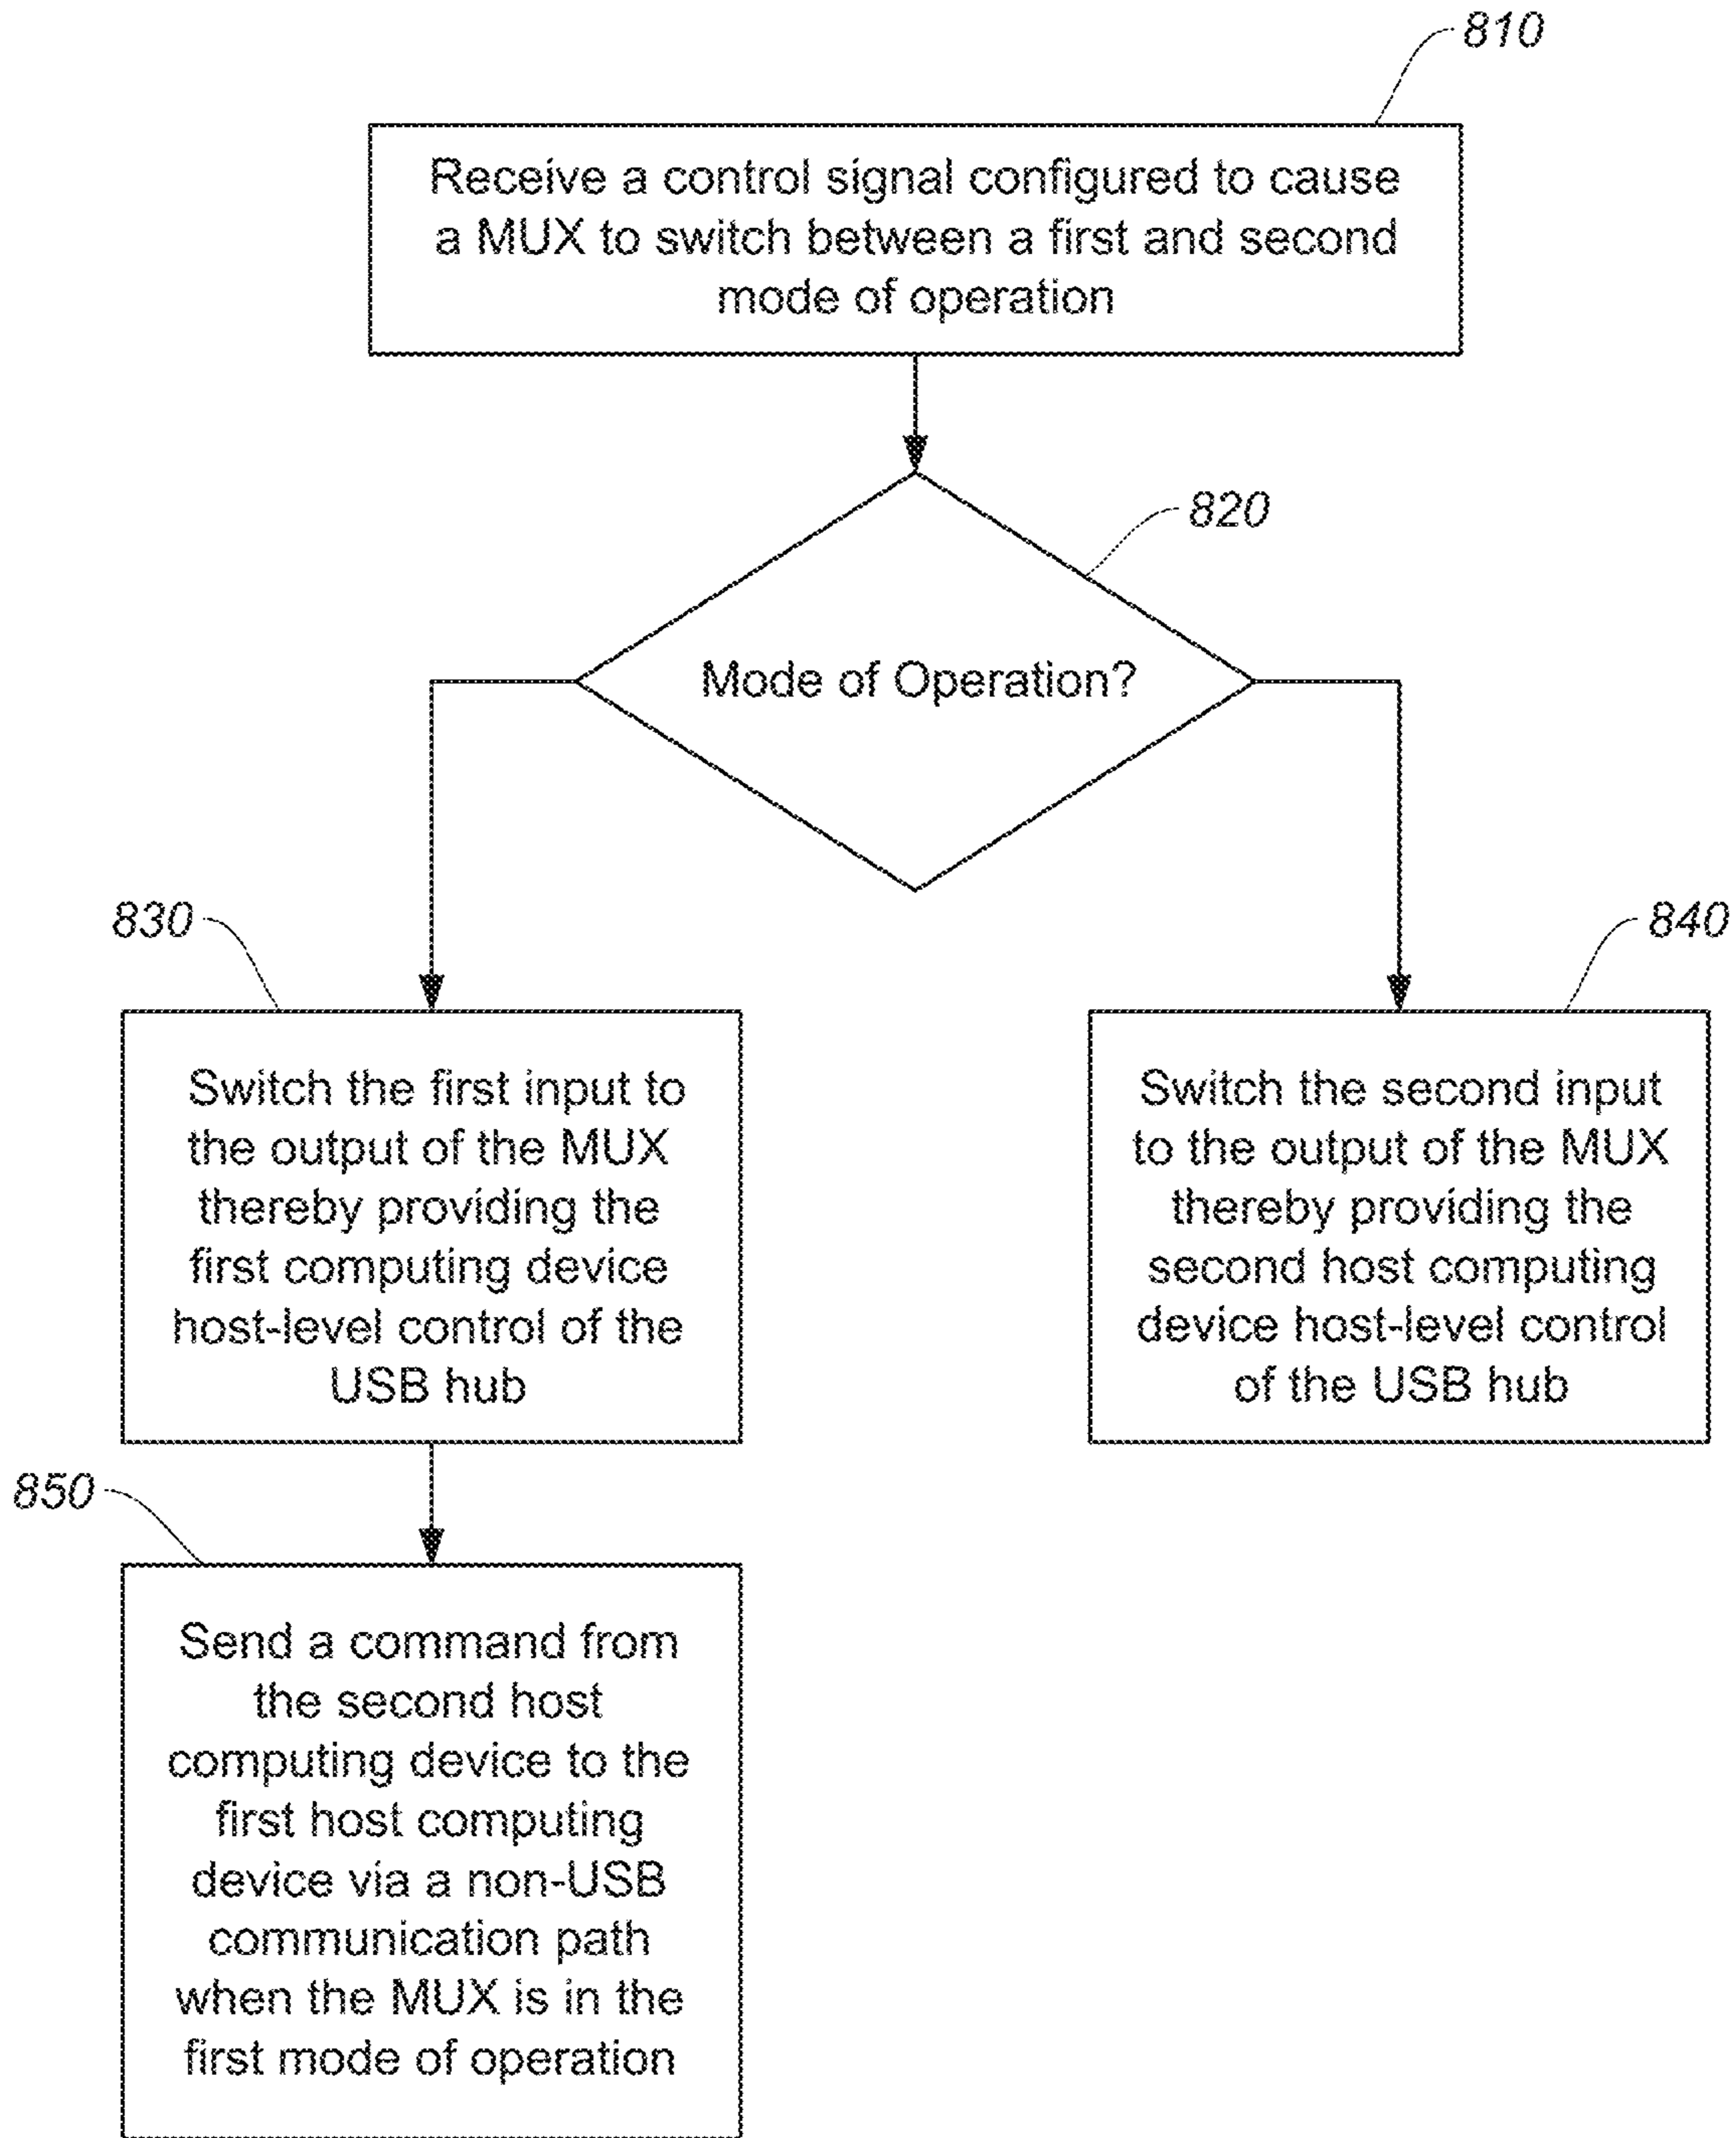 810
Receive a control signal configured to cause
a MUX to switch between a first and second
mode of operation
820
Mode of Operation?
830
840
Switch the first input to
the output of the MUX
thereby providing the
first computing device
host-level control of the
USB hub
Switch the second input
to the output of the MUX
thereby providing the
second host computing
device host-level control
of the USB hub
850
Send a command from
the second host
computing device to the
first host computing
device via a non-USB
communication path
when the MUX is in the
first mode of operation